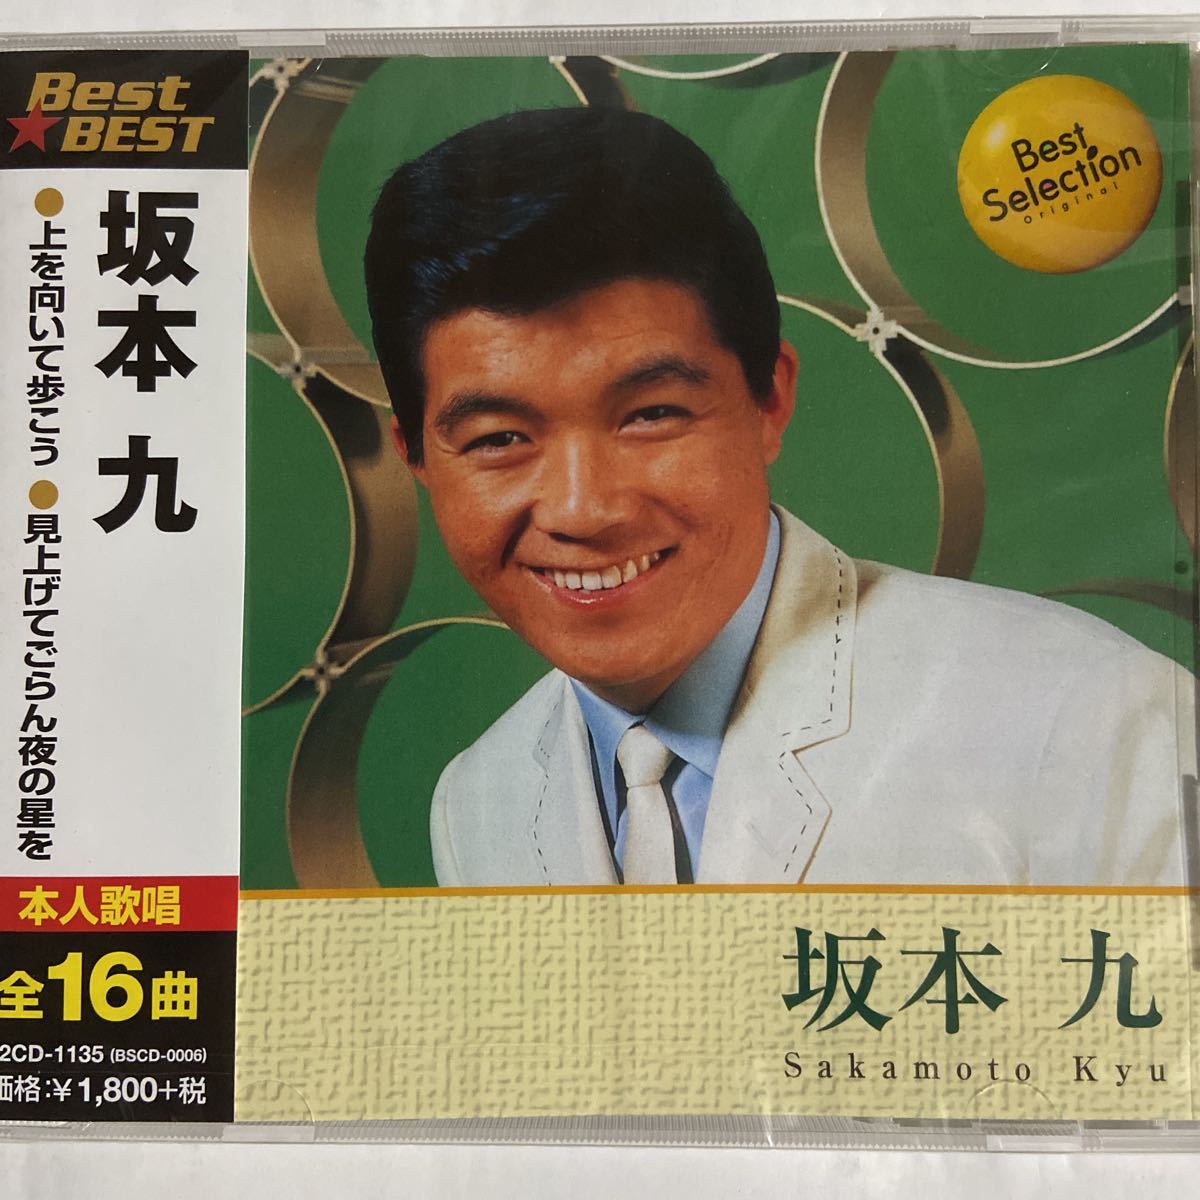 Best
BEST
坂本 九
●上を向いて歩こう ●見上げてごらん夜の星を
本人歌唱
全16曲
2CD-1135 (BSCD-0006)
価格:¥1,800+税
Best
Selection
Original
坂本 九
Sakamoto Kyu